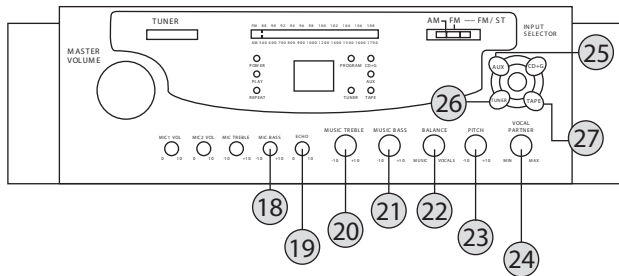 TUNER
AM FM FM / ST
INPUT SELECTOR
MASTER VOLUME
FM 88 90 92 94 96 98 100 102 104 106 108
AM 540 600 700 800 1000 1200 1400 1600 1700
POWER
PLAY
REPEAT
PROGRAM CD+G
AUX
TUNER TAPE
AUX CD+G
TUNER TAPE
25
26
27
MIC1 VOL MIC2 VOL MIC TREBLE MIC BASS ECHO MUSIC TREBLE MUSIC BASS BALANCE PITCH VOCAL PARTNER
0 10 0 10 -10 +10 -10 +10 0 10 -10 +10 -10 +10 MUSIC VOCALS -10 +10 MIN MAX
18
19
20
21
22
23
24